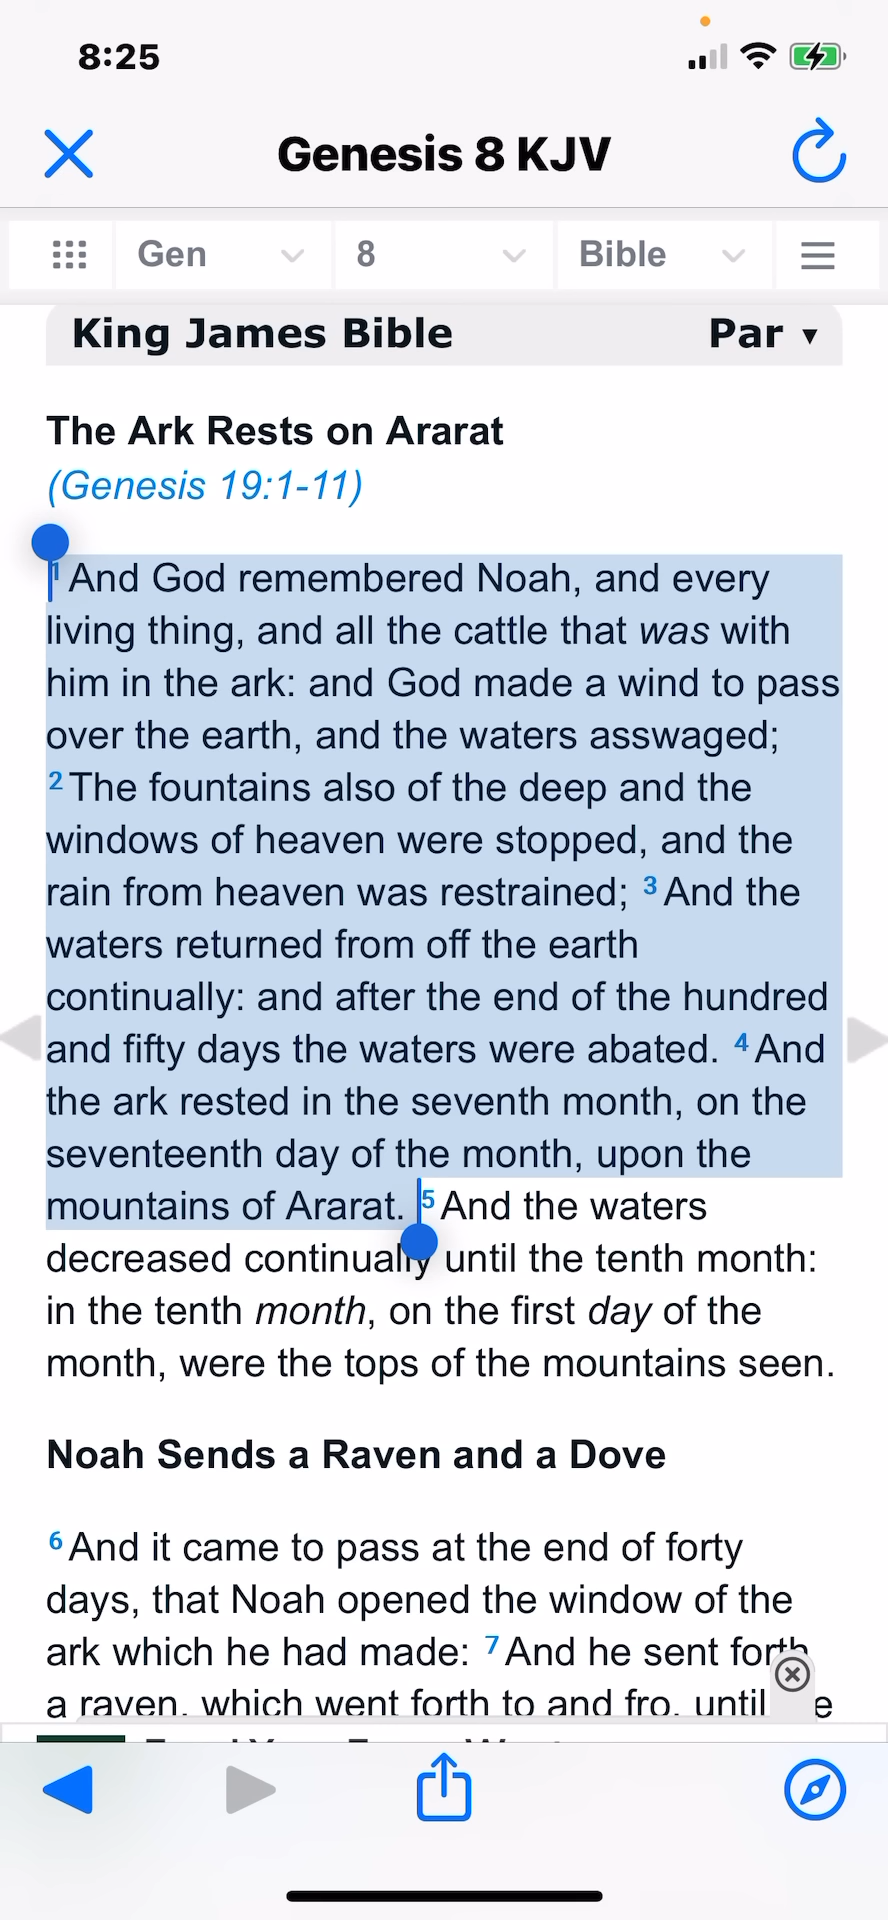 8:25
Genesis 8 KJV
Gen 8 Bible
King James Bible Par ▼
The Ark Rests on Ararat
(Genesis 19:1-11)
1 And God remembered Noah, and every
living thing, and all the cattle that was with
him in the ark: and God made a wind to pass
over the earth, and the waters asswaged;
2 The fountains also of the deep and the
windows of heaven were stopped, and the
rain from heaven was restrained; 3 And the
waters returned from off the earth
continually: and after the end of the hundred
and fifty days the waters were abated. 4 And
the ark rested in the seventh month, on the
seventeenth day of the month, upon the
mountains of Ararat. 5 And the waters
decreased continually until the tenth month:
in the tenth month, on the first day of the
month, were the tops of the mountains seen.
Noah Sends a Raven and a Dove
6 And it came to pass at the end of forty
days, that Noah opened the window of the
ark which he had made: 7 And he sent forth
a raven, which went forth to and fro, until